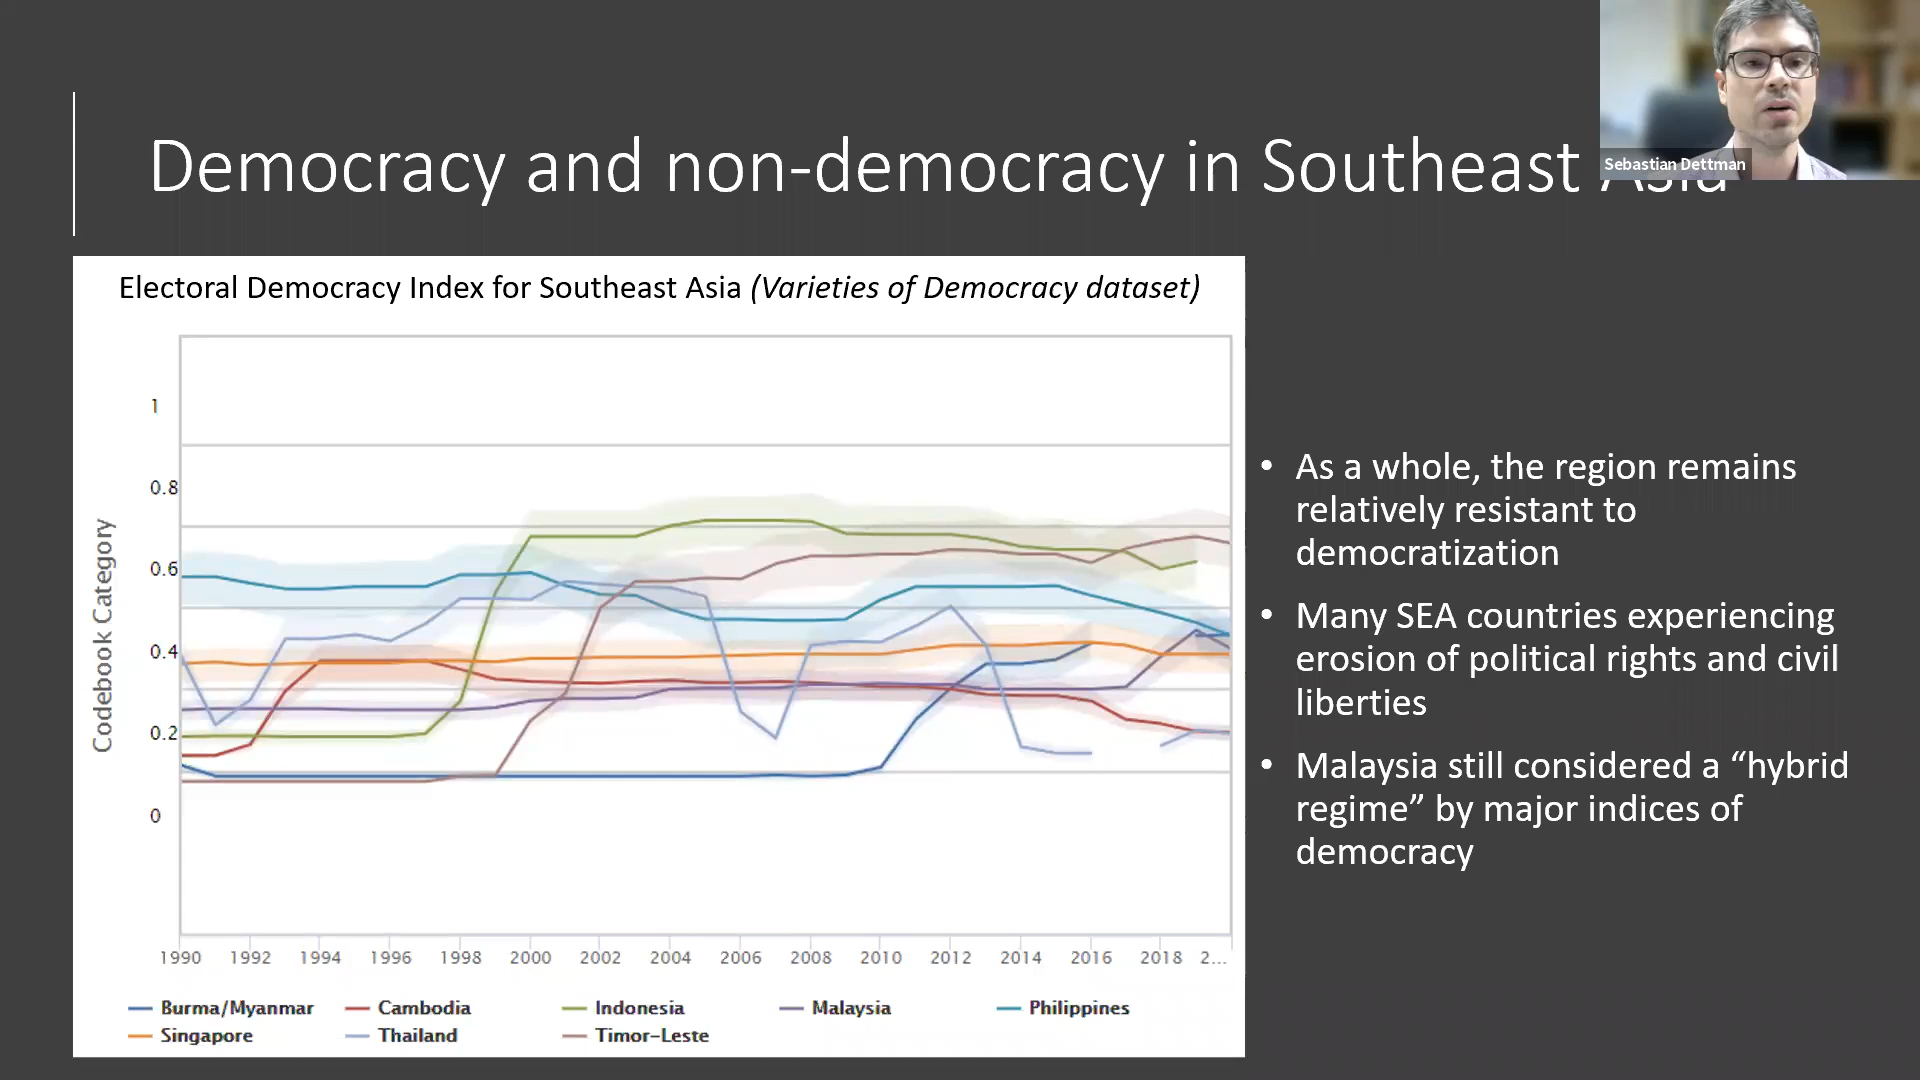 Democracy and non-democracy in Southeast Asia
Sebastian Dettman
Electoral Democracy Index for Southeast Asia (Varieties of Democracy dataset)
Codebook Category
1
0.8
0.6
0.4
0.2
0
1990 1992 1994 1996 1998 2000 2002 2004 2006 2008 2010 2012 2014 2016 2018 2...
Burma/Myanmar Cambodia Indonesia Malaysia Philippines
Singapore Thailand Timor-Leste
• As a whole, the region remains
relatively resistant to
democratization
• Many SEA countries experiencing
erosion of political rights and civil
liberties
• Malaysia still considered a “hybrid
regime” by major indices of
democracy